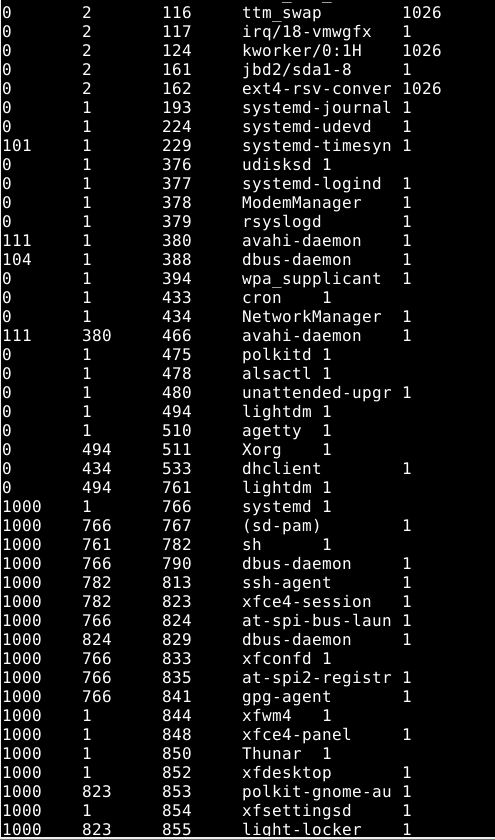 0 2 116 ttm_swap 1026
0 2 117 irq/18-vmwgfx 1
0 2 124 kworker/0:1H 1026
0 2 161 jbd2/sda1-8 1
0 2 162 ext4-rsv-conver 1026
0 1 193 systemd-journal 1
0 1 224 systemd-udevd 1
101 1 229 systemd-timesyn 1
0 1 376 udisksd 1
0 1 377 systemd-logind 1
0 1 378 ModemManager 1
0 1 379 rsyslogd 1
111 1 380 avahi-daemon 1
104 1 388 dbus-daemon 1
0 1 394 wpa_supplicant 1
0 1 433 cron 1
0 1 434 NetworkManager 1
111 380 466 avahi-daemon 1
0 1 475 polkitd 1
0 1 478 alsactl 1
0 1 480 unattended-upgr 1
0 1 494 lightdm 1
0 1 510 agetty 1
0 494 511 Xorg 1
0 434 533 dhclient 1
0 494 761 lightdm 1
1000 1 766 systemd 1
1000 766 767 (sd-pam) 1
1000 761 782 sh 1
1000 766 790 dbus-daemon 1
1000 782 813 ssh-agent 1
1000 782 823 xfce4-session 1
1000 766 824 at-spi-bus-laun 1
1000 824 829 dbus-daemon 1
1000 766 833 xfconfd 1
1000 766 835 at-spi2-registr 1
1000 766 841 gpg-agent 1
1000 1 844 xfwm4 1
1000 1 848 xfce4-panel 1
1000 1 850 Thunar 1
1000 1 852 xfdesktop 1
1000 823 853 polkit-gnome-au 1
1000 1 854 xfsettingsd 1
1000 823 855 light-locker 1